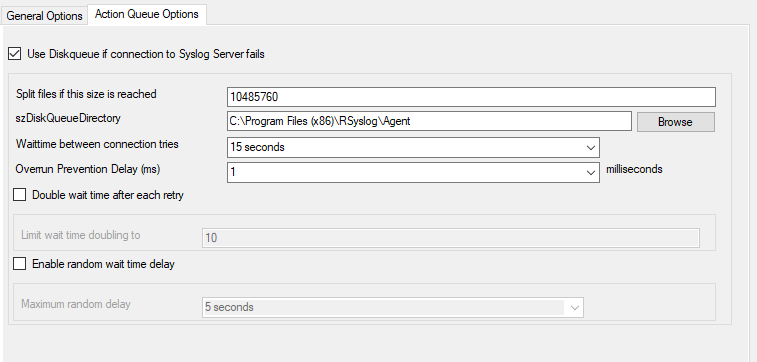 General Options
Action Queue Options
Use Diskqueue if connection to Syslog Server fails
Split files if this size is reached
10485760
szDiskQueueDirectory
C:\Program Files (x86)\RSyslog\Agent
Browse
Waittime between connection tries
15 seconds
Overrun Prevention Delay (ms)
1
milliseconds
Double wait time after each retry
Limit wait time doubling to
10
Enable random wait time delay
Maximum random delay
5 seconds